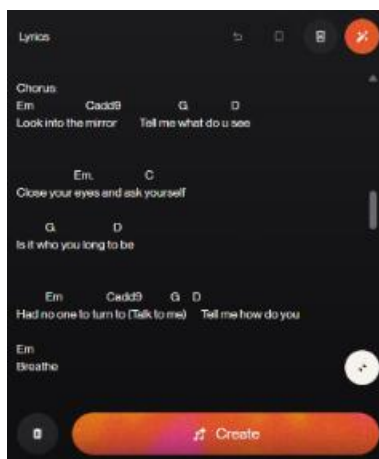 Lyrics
Chorus:
Em Cadd9 G D
Look into the mirror Tell me what do u see
Em. C
Close your eyes and ask yourself
G. D
Is it who you long to be
Em Cadd9 G D
Had no one to turn to (Talk to me) Tell me how do you
Em
Breathe
Create